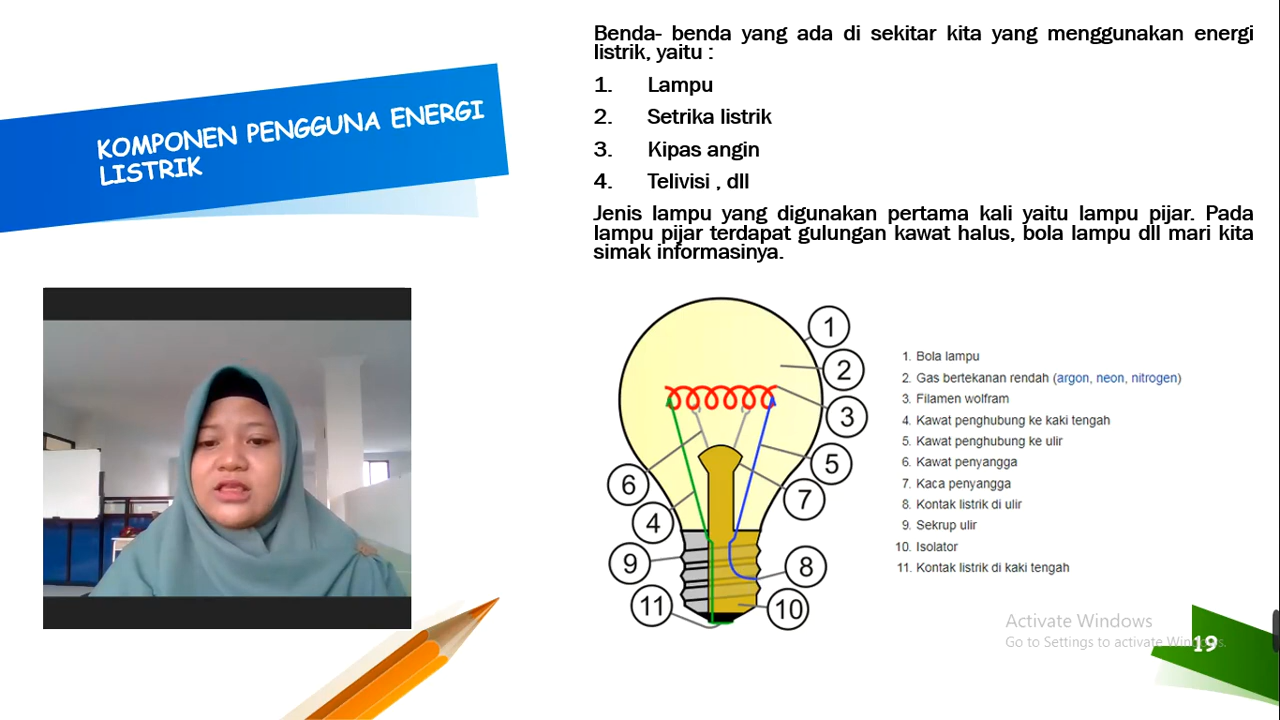 KOMPONEN PENGGUNA ENERGI
LISTRIK
Benda- benda yang ada di sekitar kita yang menggunakan energi
listrik, yaitu :
1. Lampu
2. Setrika listrik
3. Kipas angin
4. Telivisi , dll
Jenis lampu yang digunakan pertama kali yaitu lampu pijar. Pada
lampu pijar terdapat gulungan kawat halus, bola lampu dll mari kita
simak informasinya.
1
2
3
5
7
6
4
9
8
11
10
1. Bola lampu
2. Gas bertekanan rendah (argon, neon, nitrogen)
3. Filamen wolfram
4. Kawat penghubung ke kaki tengah
5. Kawat penghubung ke ulir
6. Kawat penyangga
7. Kaca penyangga
8. Kontak listrik di ulir
9. Sekrup ulir
10. Isolator
11. Kontak listrik di kaki tengah
Activate Windows
Go to Settings to activate Windows.
19